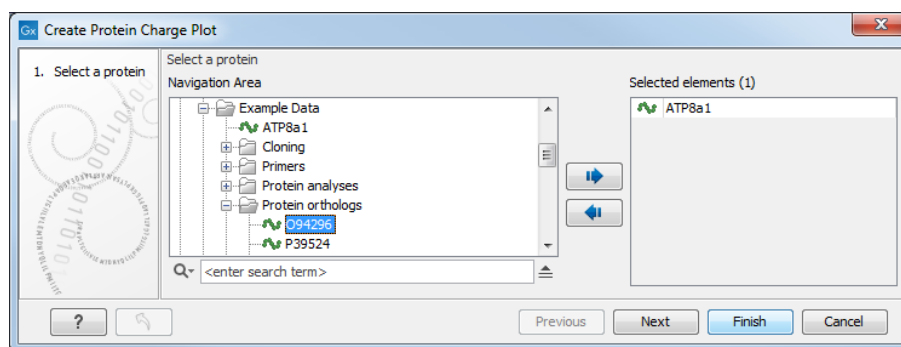 Gx Create Protein Charge Plot
X
1. Select a protein
Select a protein
Navigation Area
Example Data
ATP8a1
Cloning
Primers
Protein analyses
Protein orthologs
O94296
P39524
<enter search term>
Selected elements (1)
ATP8a1
? Previous Next Finish Cancel